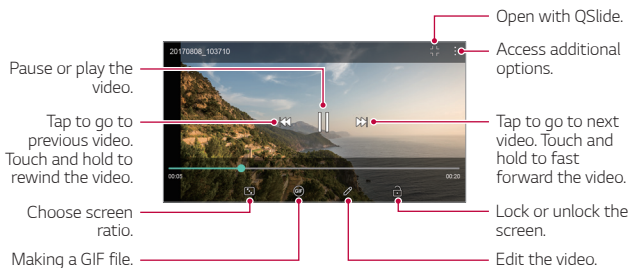 Open with QSlide.
20170808_103710
Access additional
options.
Pause or play the
video.
Tap to go to
previous video.
Touch and hold to
rewind the video.
Tap to go to next
video. Touch and
hold to fast
forward the video.
00:05
00:20
GIF
Choose screen
ratio.
Lock or unlock the
screen.
Making a GIF file.
Edit the video.